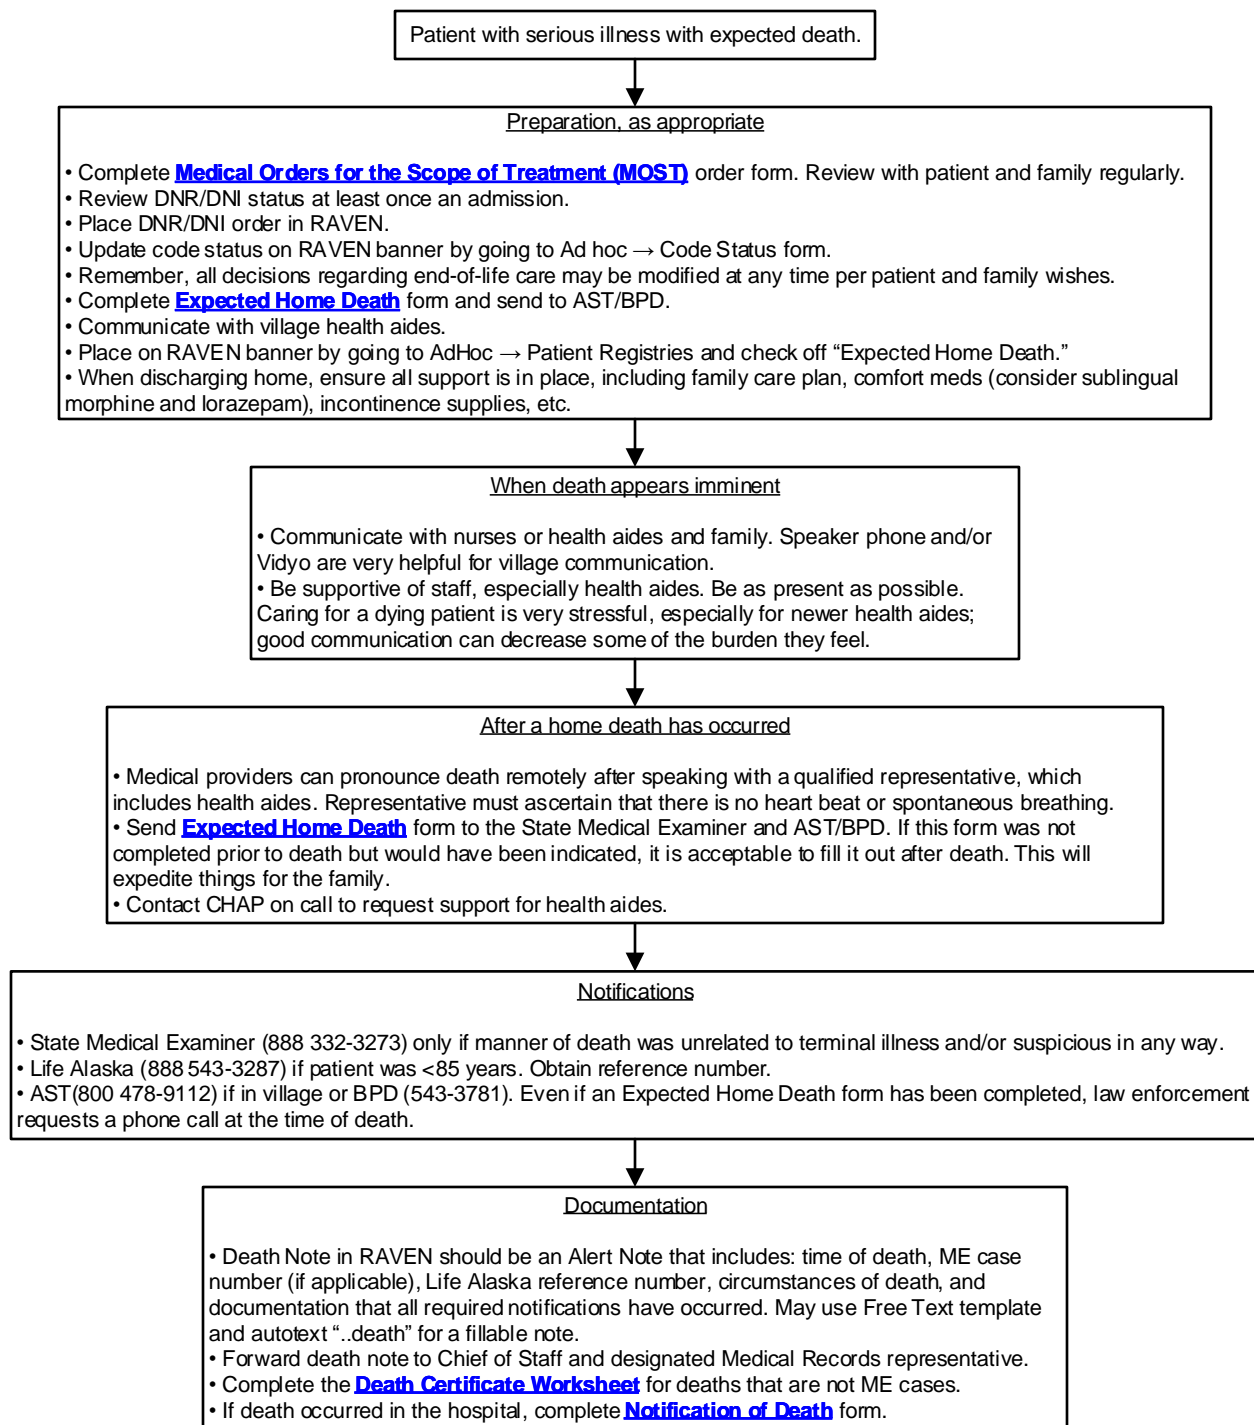 Patient with serious illness with expected death.
Preparation, as appropriate
• Complete Medical Orders for the Scope of Treatment (MOST) order form. Review with patient and family regularly.
• Review DNR/DNI status at least once an admission.
• Place DNR/DNI order in RAVEN.
• Update code status on RAVEN banner by going to Ad hoc → Code Status form.
• Remember, all decisions regarding end-of-life care may be modified at any time per patient and family wishes.
• Complete Expected Home Death form and send to AST/BPD.
• Communicate with village health aides.
• Place on RAVEN banner by going to AdHoc → Patient Registries and check off “Expected Home Death.”
• When discharging home, ensure all support is in place, including family care plan, comfort meds (consider sublingual
morphine and lorazepam), incontinence supplies, etc.
When death appears imminent
• Communicate with nurses or health aides and family. Speaker phone and/or
Vidyo are very helpful for village communication.
• Be supportive of staff, especially health aides. Be as present as possible.
Caring for a dying patient is very stressful, especially for newer health aides;
good communication can decrease some of the burden they feel.
After a home death has occurred
• Medical providers can pronounce death remotely after speaking with a qualified representative, which
includes health aides. Representative must ascertain that there is no heart beat or spontaneous breathing.
• Send Expected Home Death form to the State Medical Examiner and AST/BPD. If this form was not
completed prior to death but would have been indicated, it is acceptable to fill it out after death. This will
expedite things for the family.
• Contact CHAP on call to request support for health aides.
Notifications
• State Medical Examiner (888 332-3273) only if manner of death was unrelated to terminal illness and/or suspicious in any way.
• Life Alaska (888 543-3287) if patient was <85 years. Obtain reference number.
• AST(800 478-9112) if in village or BPD (543-3781). Even if an Expected Home Death form has been completed, law enforcement
requests a phone call at the time of death.
Documentation
• Death Note in RAVEN should be an Alert Note that includes: time of death, ME case
number (if applicable), Life Alaska reference number, circumstances of death, and
documentation that all required notifications have occurred. May use Free Text template
and autotext “..death” for a fillable note.
• Forward death note to Chief of Staff and designated Medical Records representative.
• Complete the Death Certificate Worksheet for deaths that are not ME cases.
• If death occurred in the hospital, complete Notification of Death form.